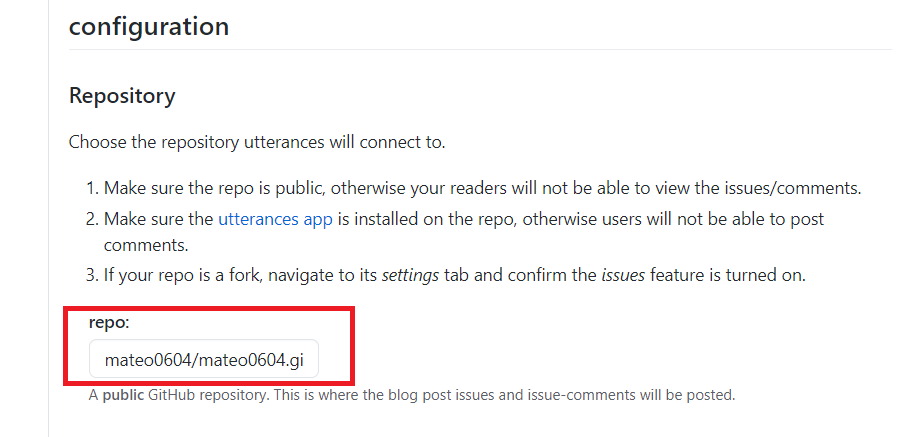 configuration
Repository
Choose the repository utterances will connect to.
1. Make sure the repo is public, otherwise your readers will not be able to view the issues/comments.
2. Make sure the utterances app is installed on the repo, otherwise users will not be able to post
comments.
3. If your repo is a fork, navigate to its settings tab and confirm the issues feature is turned on.
repo:
mateo0604/mateo0604.gi
A public GitHub repository. This is where the blog post issues and issue-comments will be posted.